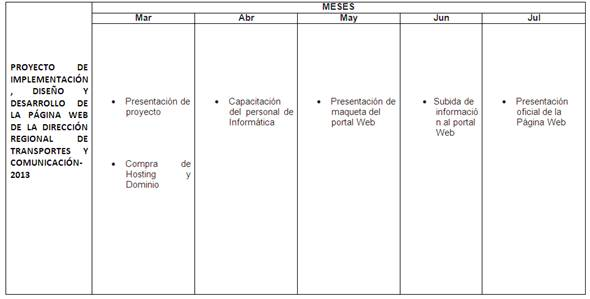 MESES
Mar Abr May Jun Jul
PROYECTO DE
IMPLEMENTACIÓN
, DISEÑO Y
DESARROLLO DE
LA PÁGINA WEB
DE LA DIRECCIÓN
REGIONAL DE
TRANSPORTES Y
COMUNICACIÓN-
2013
• Presentación de
proyecto
• Compra de
Hosting y
Dominio
• Capacitación
del personal de
Informática
• Presentación de
maqueta del
portal Web
• Subida de
informació
n.al portal
Web
• Presentación
oficial de la
Página Web